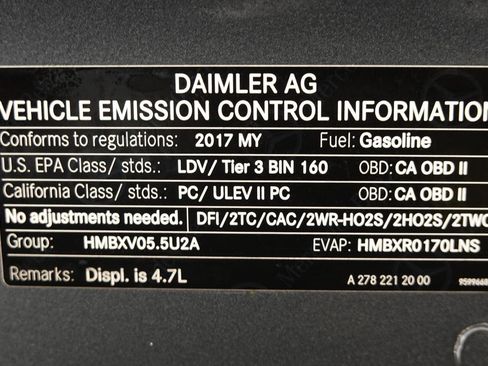 DAIMLER AG
VEHICLE EMISSION CONTROL INFORMATION
Conforms to regulations: 2017 MY Fuel: Gasoline
U.S. EPA Class/ stds.: LDV/ Tier 3 BIN 160 OBD: CA OBD II
California Class/ stds.: PC/ ULEV II PC OBD: CA OBD II
No adjustments needed. DFI/2TC/CAC/2WR-HO2S/2HO2S/2TWC
Group: HMBXV05.5U2A EVAP: HMBXR0170LNS
Remarks: Displ. is 4.7L A 278 221 20 00